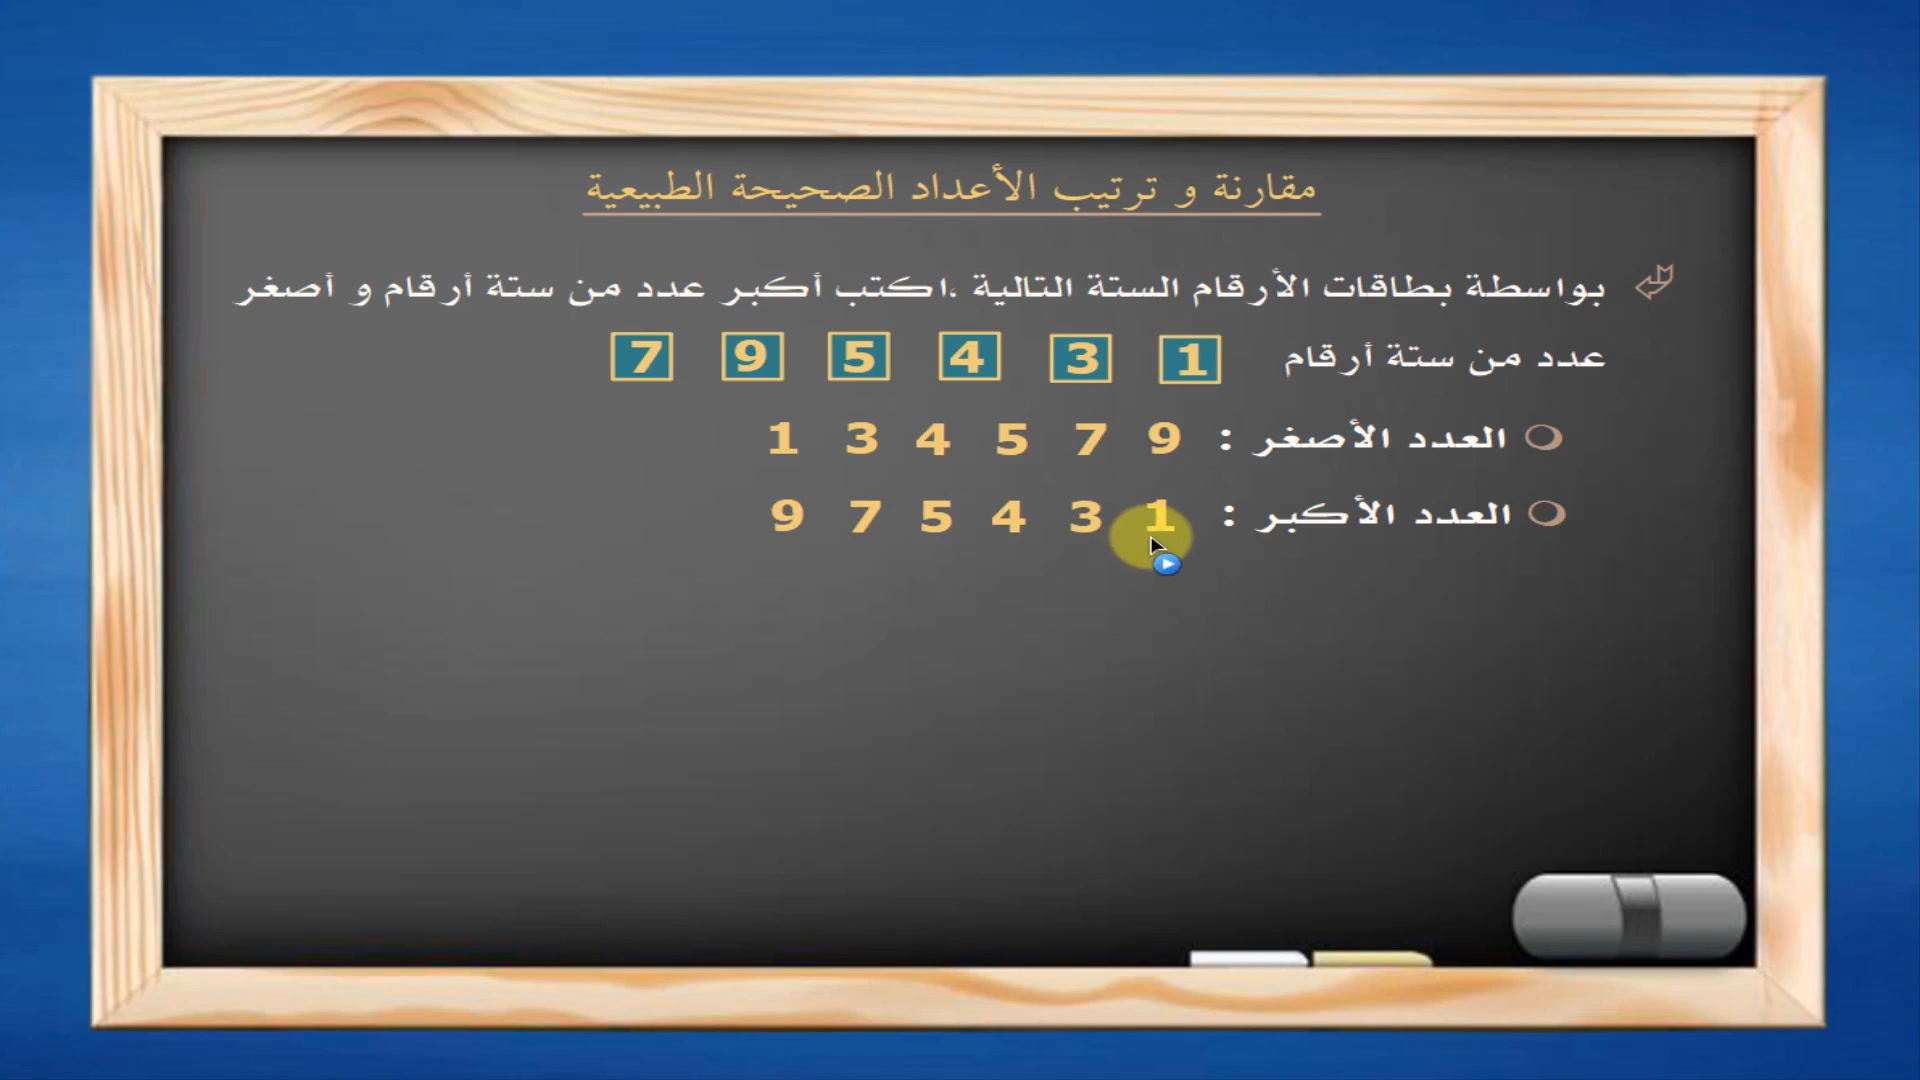 مقارنة و ترتيب الأعداد الصحيحة الطبيعية
بواسطة بطاقات الأرقام الستة التالية ،اكتب أكبر عدد من ستة أرقام و أصغر
عدد من ستة أرقام 1 3 4 5 9 7
العدد الأصغر : 1 3 4 5 7 9
العدد الأكبر : 9 7 5 4 3 1